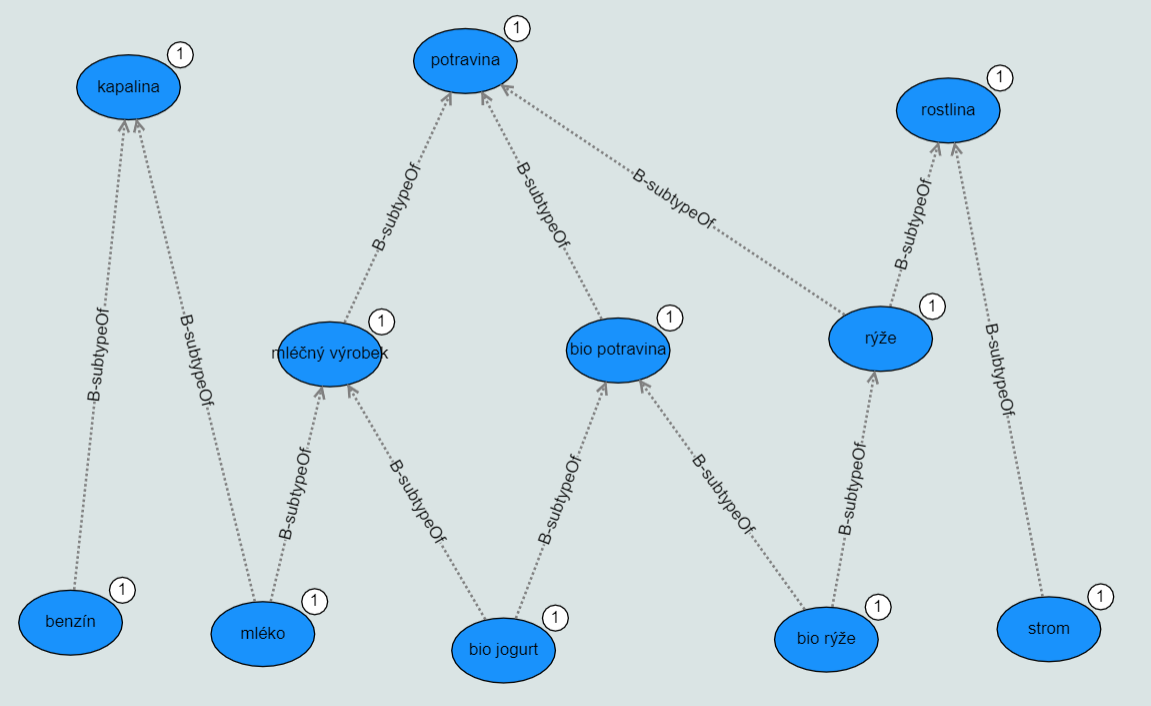 1
potravina
1
kapalina
1
rostlina
B-subtypeOf
B-subtypeOf
B-subtypeOf
B-subtypeOf
1
mléčný výrobek
1
bio potravina
1
rýže
B-subtypeOf
B-subtypeOf
B-subtypeOf
B-subtypeOf
B-subtypeOf
B-subtypeOf
B-subtypeOf
B-subtypeOf
1
benzín
1
mléko
1
bio jogurt
1
bio rýže
1
strom